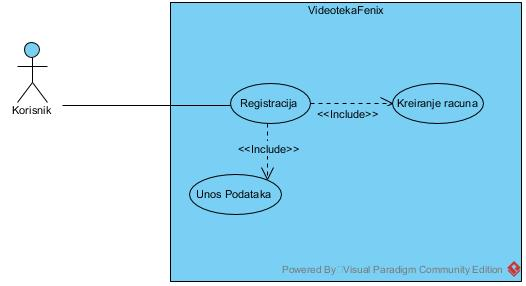 VideotekaFenix
Korisnik
Registracija
<<Include>>
Kreiranje racuna
<<Include>>
Unos Podataka
Powered By Visual Paradigm Community Edition